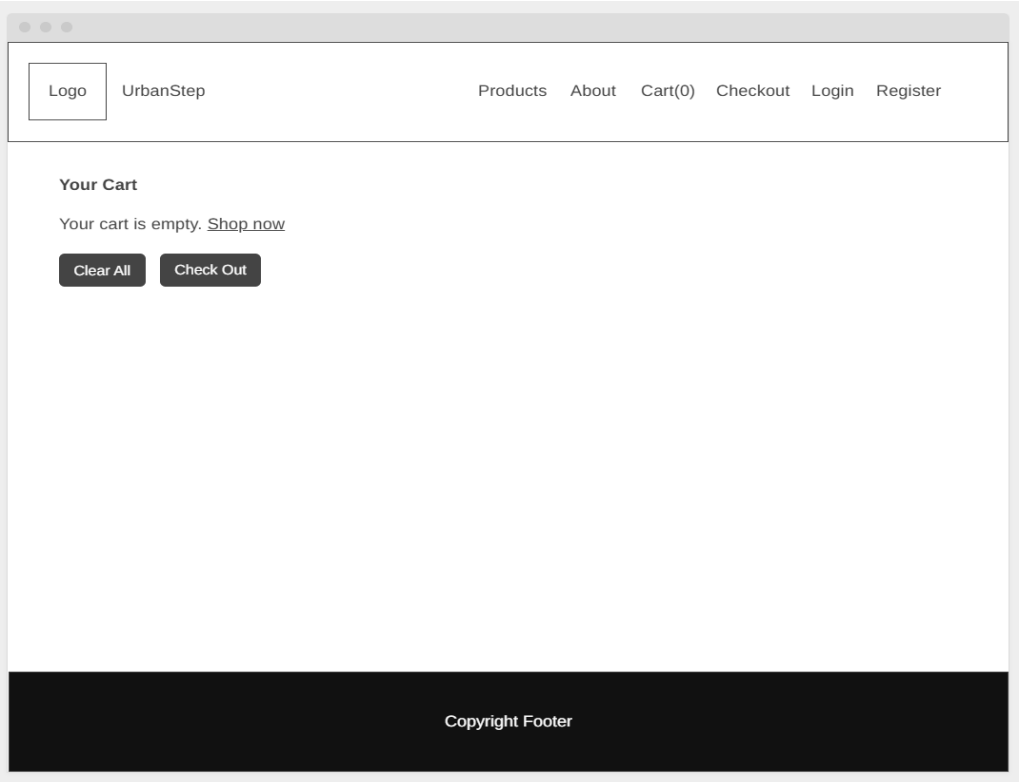 Logo UrbanStep Products About Cart(0) Checkout Login Register
Your Cart
Your cart is empty. Shop now
Clear All Check Out
Copyright Footer